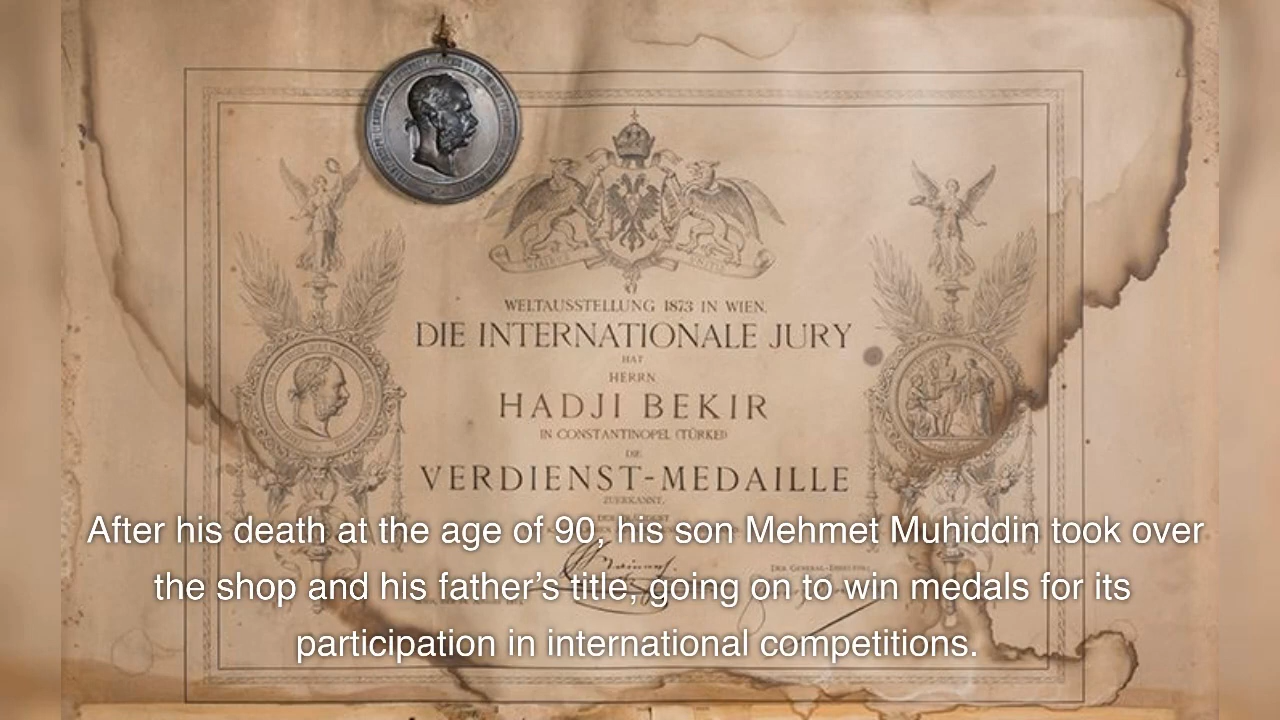 WELTAUSSTELLUNG 1873 IN WIEN.
DIE INTERNATIONALE JURY
HAT
HERRN
HADJI BEKIR
IN CONSTANTINOPEL (TÜRKEI)
DIE
VERDIENST-MEDAILLE
ZUERKANNT.
After his death at the age of 90, his son Mehmet Muhiddin took over
the shop and his father’s title, going on to win medals for its
participation in international competitions.